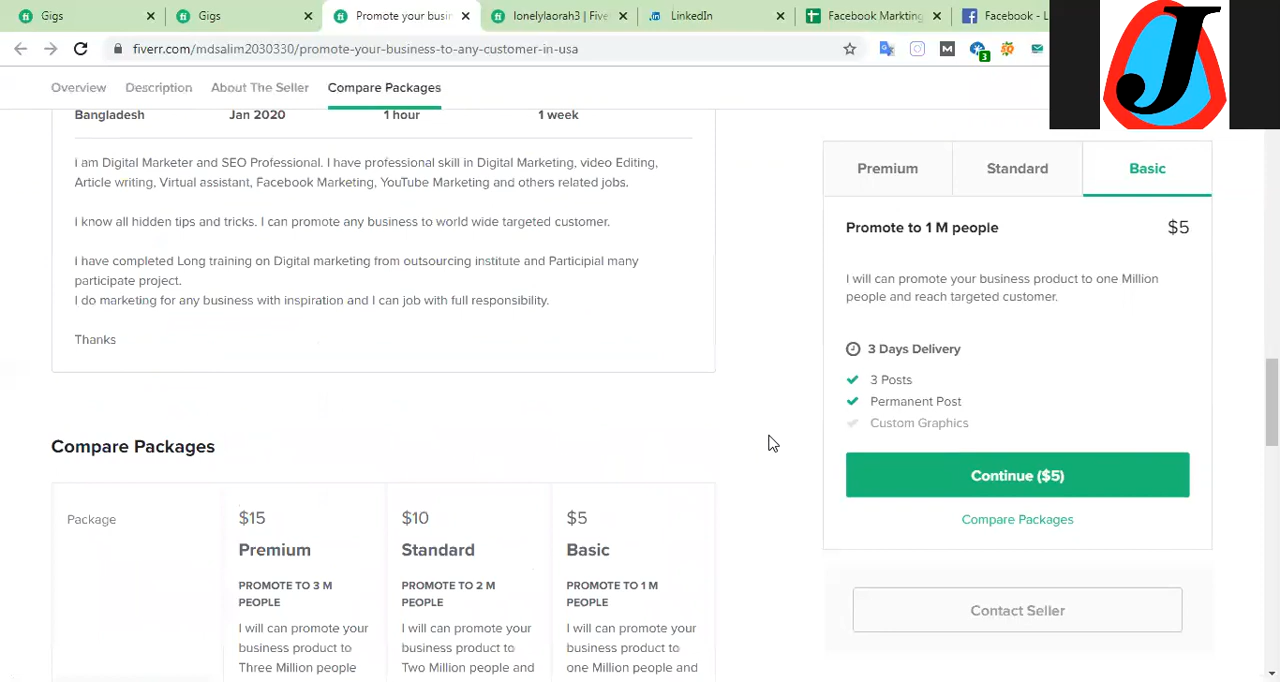 Gigs
Gigs
Promote your busin
lonelylaorah3 | Five
LinkedIn
Facebook Markting
Facebook - L
fiverr.com/mdsalim2030330/promote-your-business-to-any-customer-in-usa
M
3
J
Overview Description About The Seller Compare Packages
Bangladesh Jan 2020 1 hour 1 week
I am Digital Marketer and SEO Professional. I have professional skill in Digital Marketing, video Editing,
Article writing, Virtual assistant, Facebook Marketing, YouTube Marketing and others related jobs.
I know all hidden tips and tricks. I can promote any business to world wide targeted customer.
I have completed Long training on Digital marketing from outsourcing institute and Participial many
participate project.
I do marketing for any business with inspiration and I can job with full responsibility.
Thanks
Premium Standard Basic
Promote to 1 M people $5
I will can promote your business product to one Million
people and reach targeted customer.
3 Days Delivery
3 Posts
Permanent Post
Custom Graphics
Continue ($5)
Compare Packages
Contact Seller
Compare Packages
Package $15 $10 $5
Premium Standard Basic
PROMOTE TO 3 M PROMOTE TO 2 M PROMOTE TO 1 M
PEOPLE PEOPLE PEOPLE
I will can promote your I will can promote your I will can promote your
business product to business product to business product to
Three Million people Two Million people and one Million people and